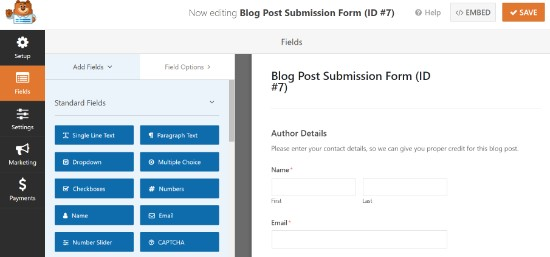 Now editing Blog Post Submission Form (ID #7)
Help
</> EMBED
SAVE
Setup
Fields
Settings
Marketing
Payments
Fields
Add Fields
Field Options
Standard Fields
Single Line Text
Paragraph Text
Dropdown
Multiple Choice
Checkboxes
# Numbers
Name
Email
Number Slider
CAPTCHA
Blog Post Submission Form (ID
#7)
Author Details
Please enter your contact details, so we can give you proper credit for this blog post.
Name *
First
Last
Email *